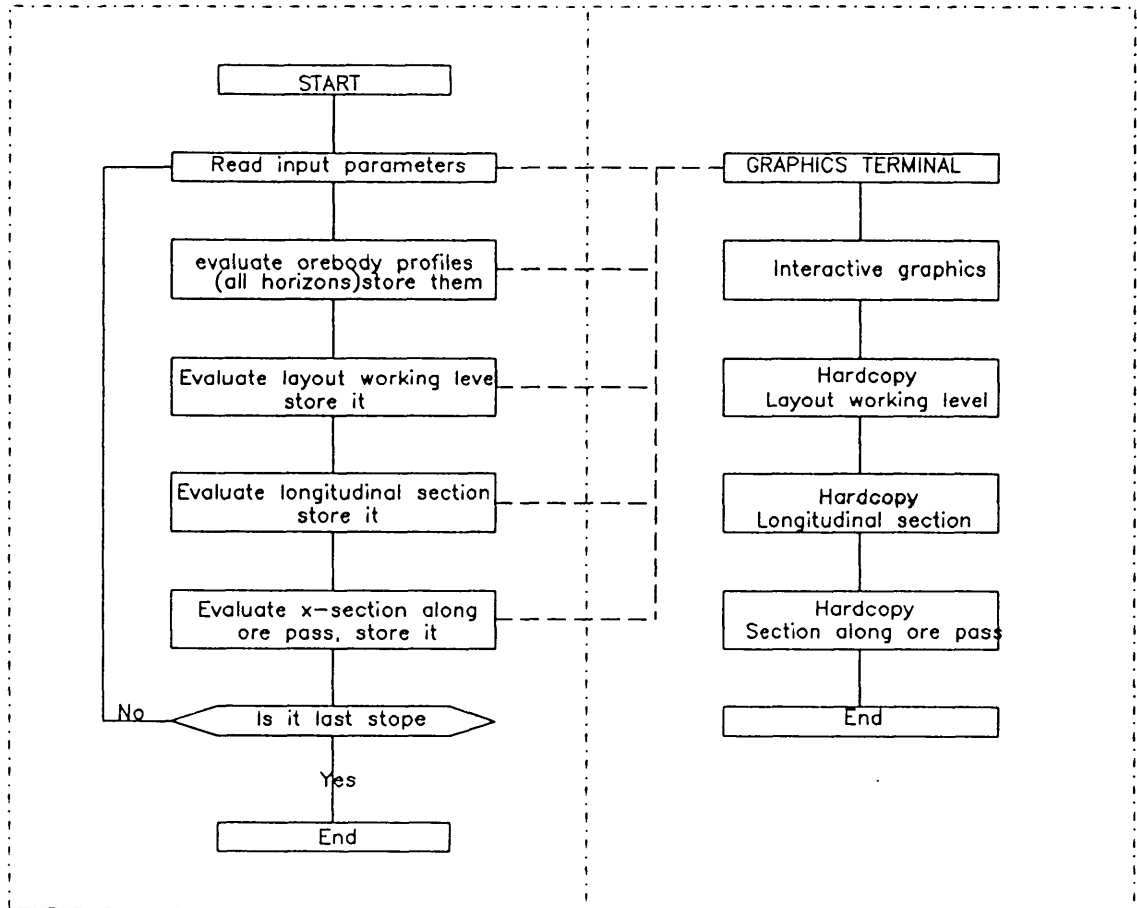 START
Read input parameters
evaluate orebody profiles
(all horizons)store them
Evaluate layout working level
store it
Evaluate longitudinal section
store it
Evaluate x-section along
ore pass, store it
No
Is it last stope
Yes
End
GRAPHICS TERMINAL
Interactive graphics
Hardcopy
Layout working level
Hardcopy
Longitudinal section
Hardcopy
Section along ore pass
End